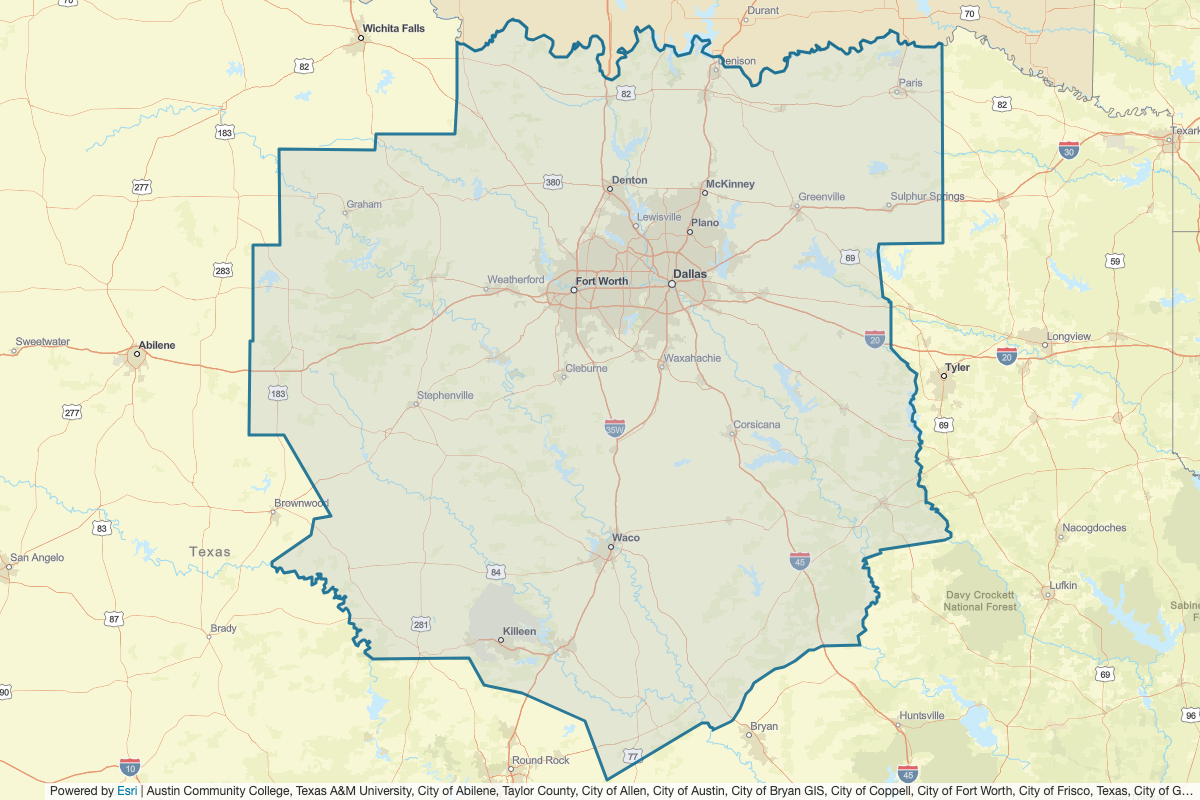 70
Durant
70
Wichita Falls
Denison
82
Paris
82
82
183
Texark
30
277
380
Denton
McKinney
Graham
Greenville
Sulphur Springs
Lewisville
Plano
283
69
59
Weatherford
Fort Worth
Dallas
Sweetwater
Abilene
20
Longview
20
Cleburne
Waxahachie
Tyler
183
Stephenville
277
35W
Corsicana
69
Brownwood
83
Texas
Waco
Nacogdoches
San Angelo
84
45
Lufkin
Davy Crockett
National Forest
Sabine
F
87
281
Brady
Killeen
69
90
96
Huntsville
Bryan
77
Round Rock
10
45
Powered by Esri | Austin Community College, Texas A&M University, City of Abilene, Taylor County, City of Allen, City of Austin, City of Bryan GIS, City of Coppell, City of Fort Worth, City of Frisco, Texas, City of G...